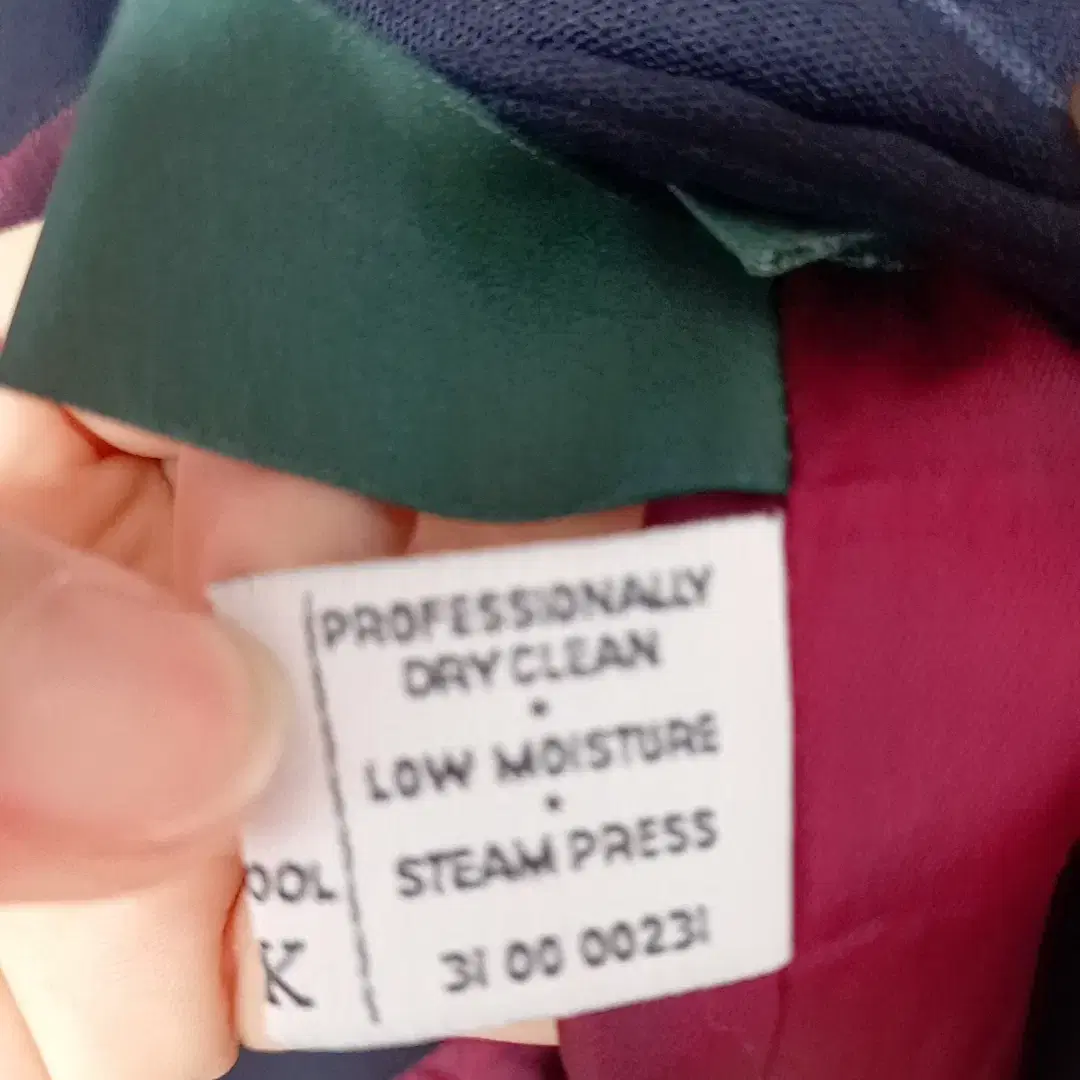 PROFESSIONALLY
DRY CLEAN
•
LOW MOISTURE
•
STEAM PRESS
31 00 00231
OOL
K